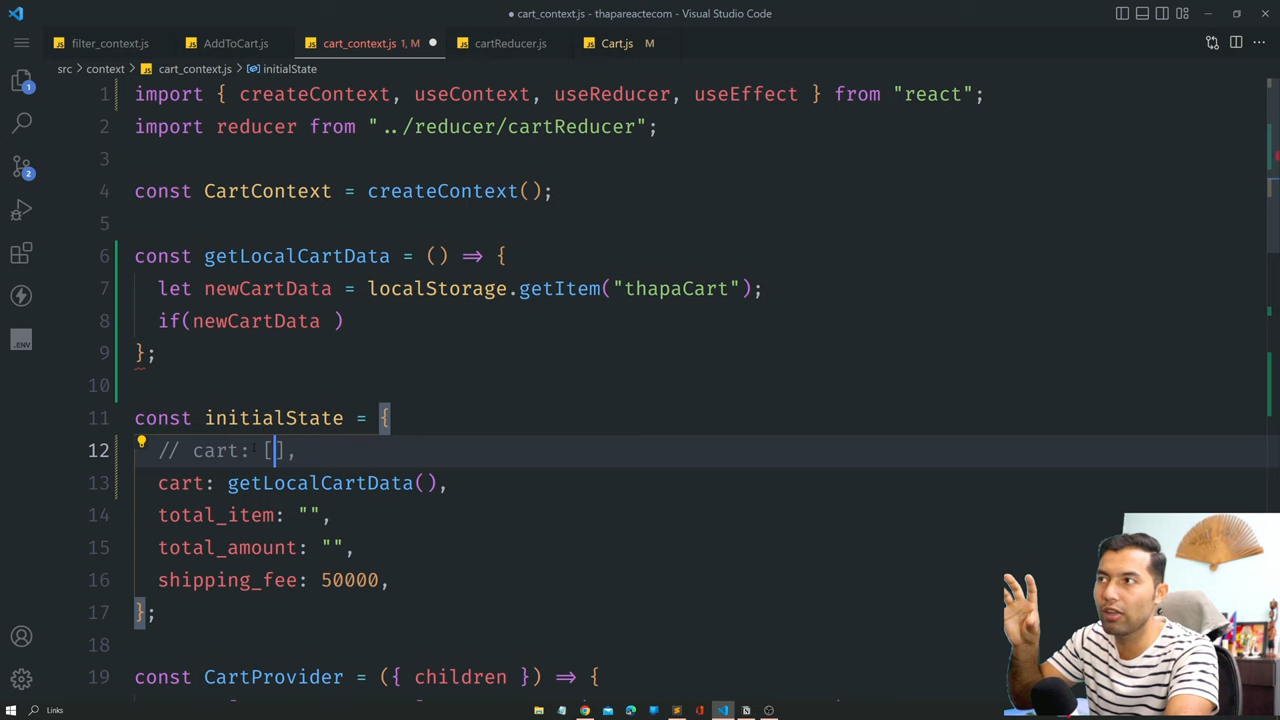 ● cart_context.js - thapareactecom - Visual Studio Code
filter_context.js
AddToCart.js
cart_context.js 1, M
cartReducer.js
Cart.js M
src > context > cart_context.js > initialState
1 import { createContext, useContext, useReducer, useEffect } from "react";
2 import reducer from "../reducer/cartReducer";
3
4 const CartContext = createContext();
5
6 const getLocalCartData = () => {
7 let newCartData = localStorage.getItem("thapaCart");
8 if(newCartData )
9 };
10
11 const initialState = {
12 // cart: [],
13 cart: getLocalCartData(),
14 total_item: "",
15 total_amount: "",
16 shipping_fee: 50000,
17 };
18
19 const CartProvider = ({ children }) => {
1
2
.ENV
Links